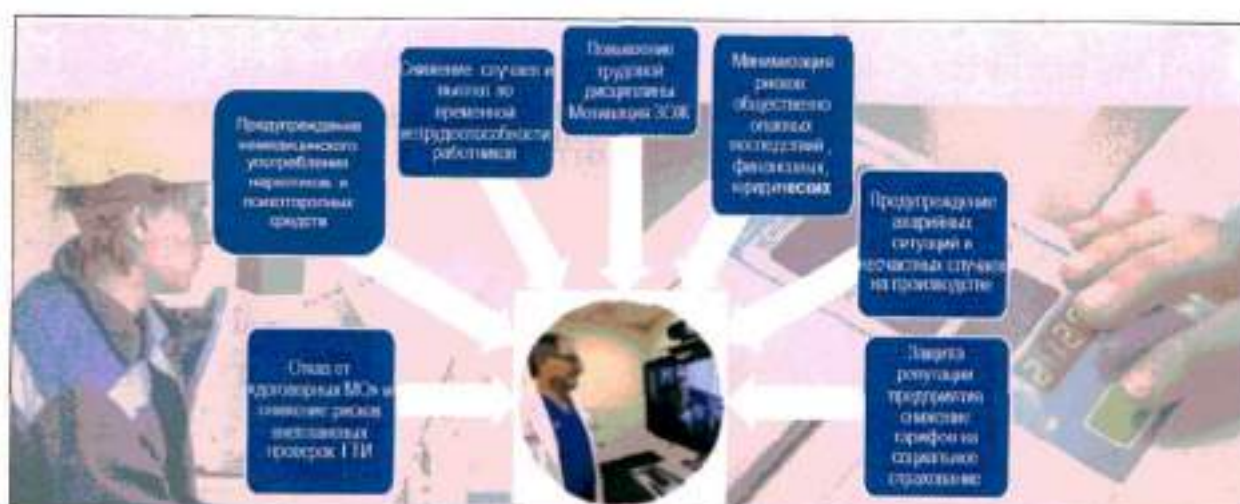 Предупреждение
немедицинского
употребления
наркотиков и
психотропных
средств
Снижение случаев и
выплат по
временной
нетрудоспособности
работников
Повышение
трудовой
дисциплины
Мотивация ЗОЖ
Минимизация
рисков
общественно
опасных
последствий,
финансовых,
юридических
Предупреждение
аварийных
ситуаций и
несчастных случаев
на производстве
Защита
репутации
предприятия
снижение
тарифов на
социальное
страхование
Отказ от
«договорных МО» и
снижение рисков
внеплановых
проверок ГТИ